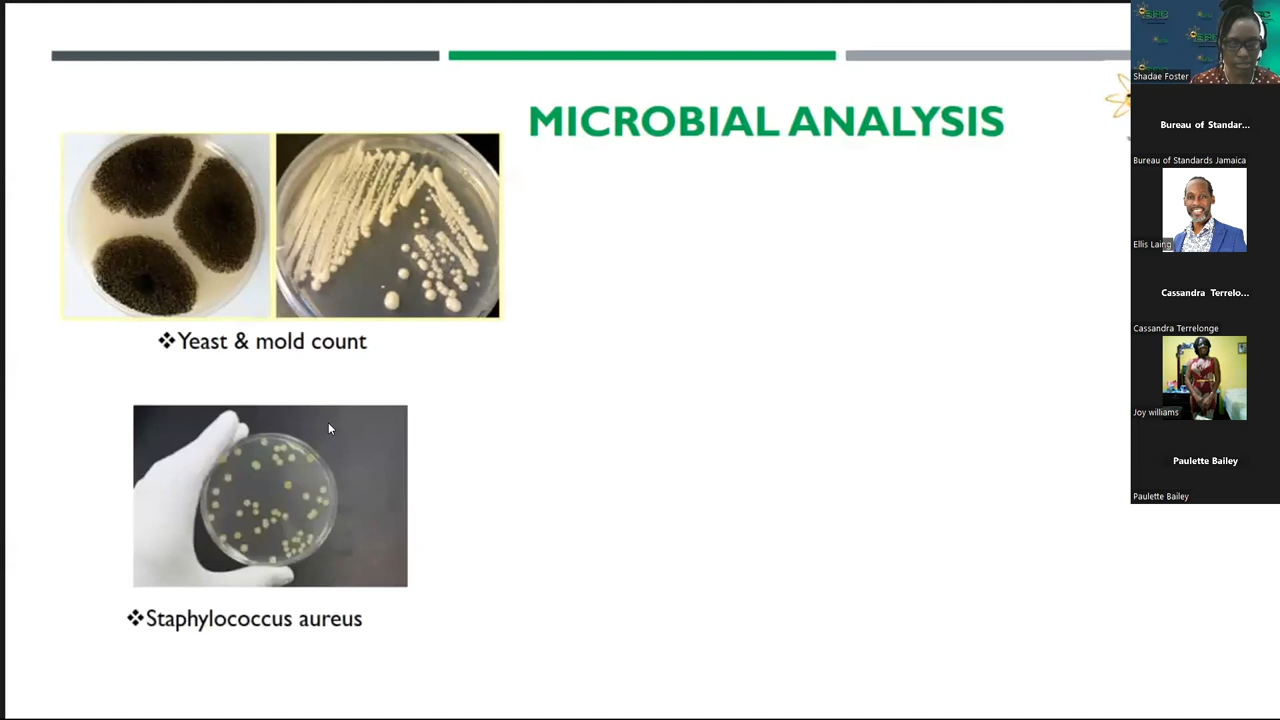 MICROBIAL ANALYSIS
❖Yeast & mold count
❖Staphylococcus aureus
Shadae Foster
Bureau of Standar...
Bureau of Standards Jamaica
Ellis Laing
Cassandra Terrelo...
Cassandra Terrelonge
Joy williams
Paulette Bailey
Paulette Bailey